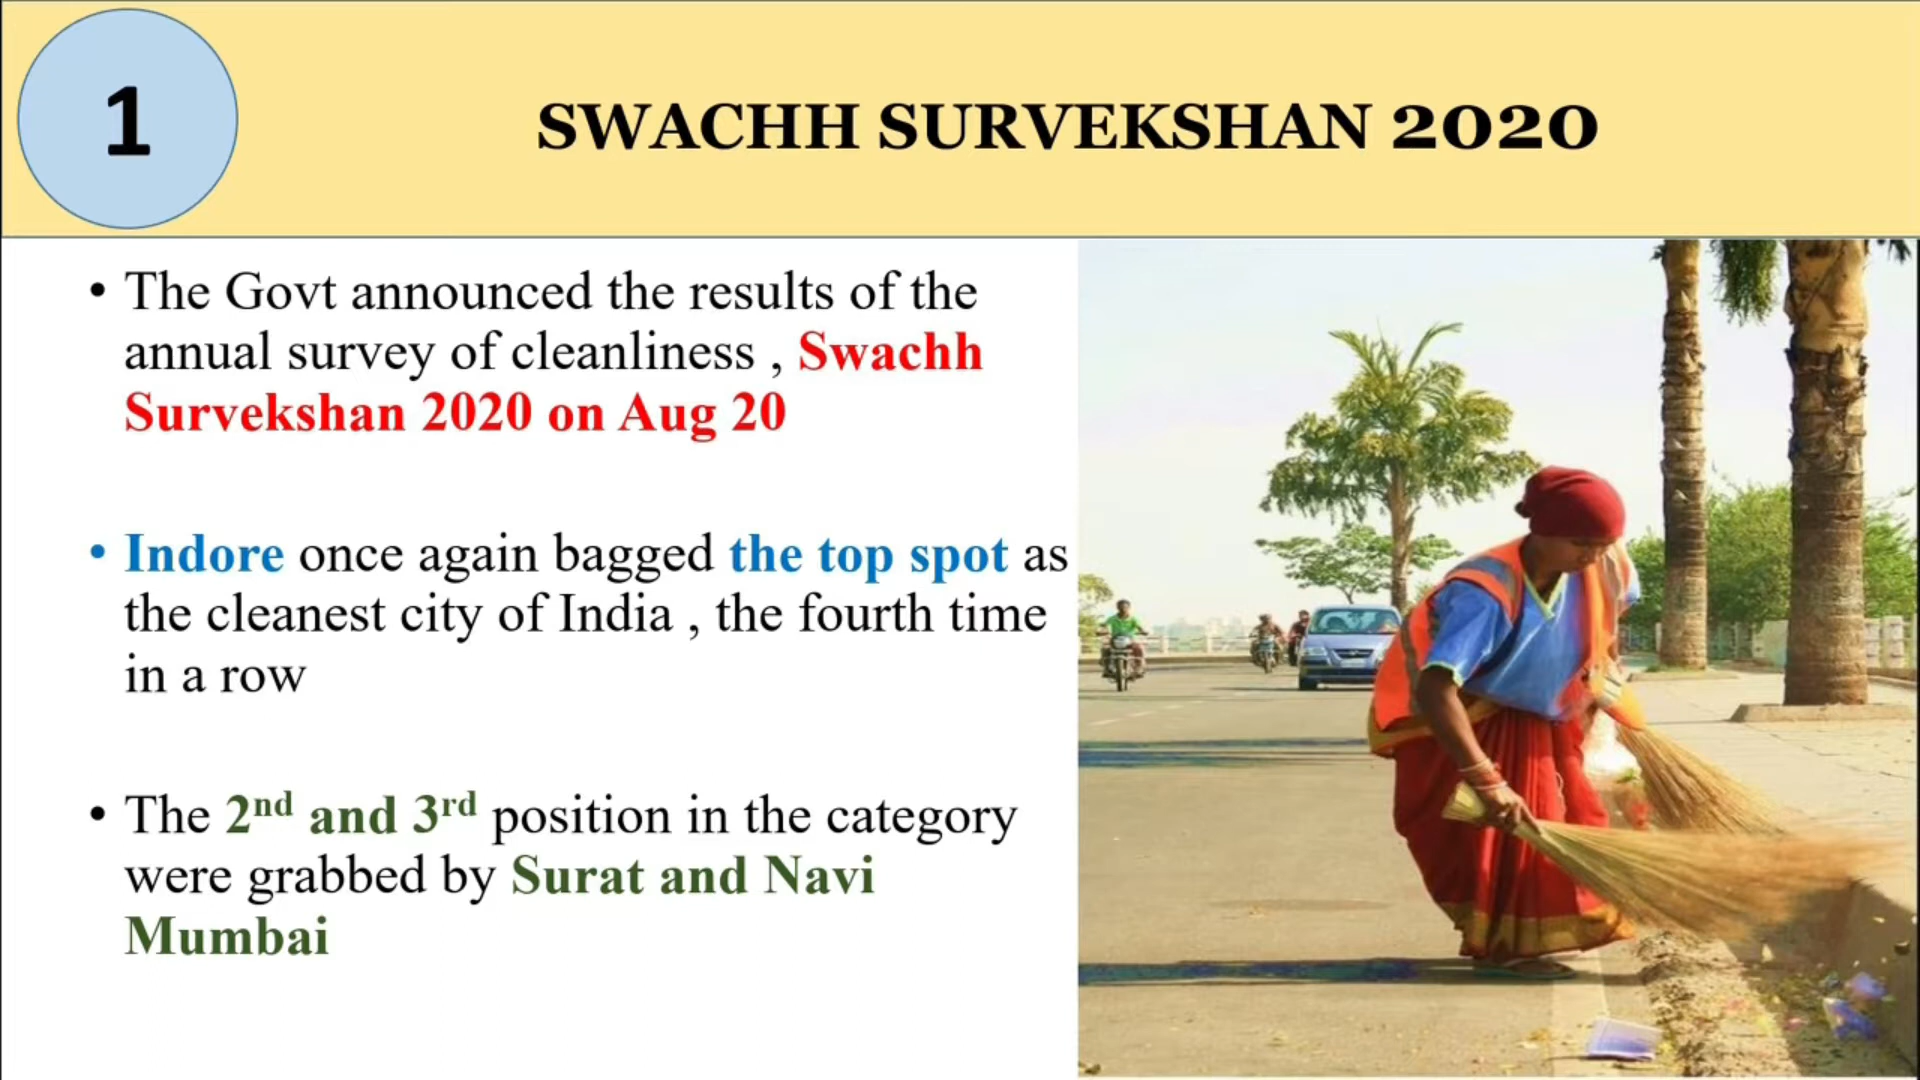 1
SWACHH SURVEKSHAN 2020
• The Govt announced the results of the
annual survey of cleanliness , Swachh
Survekshan 2020 on Aug 20
• Indore once again bagged the top spot as
the cleanest city of India , the fourth time
in a row
• The 2nd and 3rd position in the category
were grabbed by Surat and Navi
Mumbai